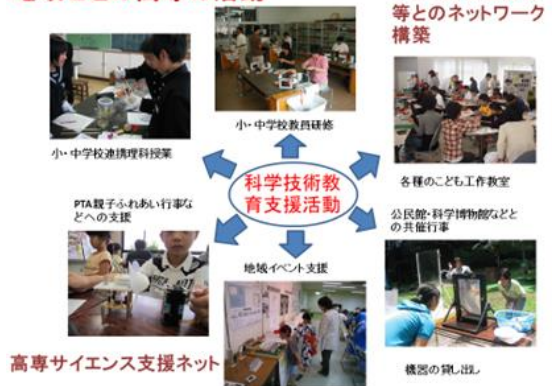 等とのネットワーク
構築
小・中学校教員研修
小・中学校連携理科授業
各種のこども工作教室
科学技術教
育支援活動
PTA親子ふれあい行事な
どへの支援
公民館・科学博物館などと
の共催行事
地域イベント支援
高専サイエンス支援ネット
機器の貸し出し